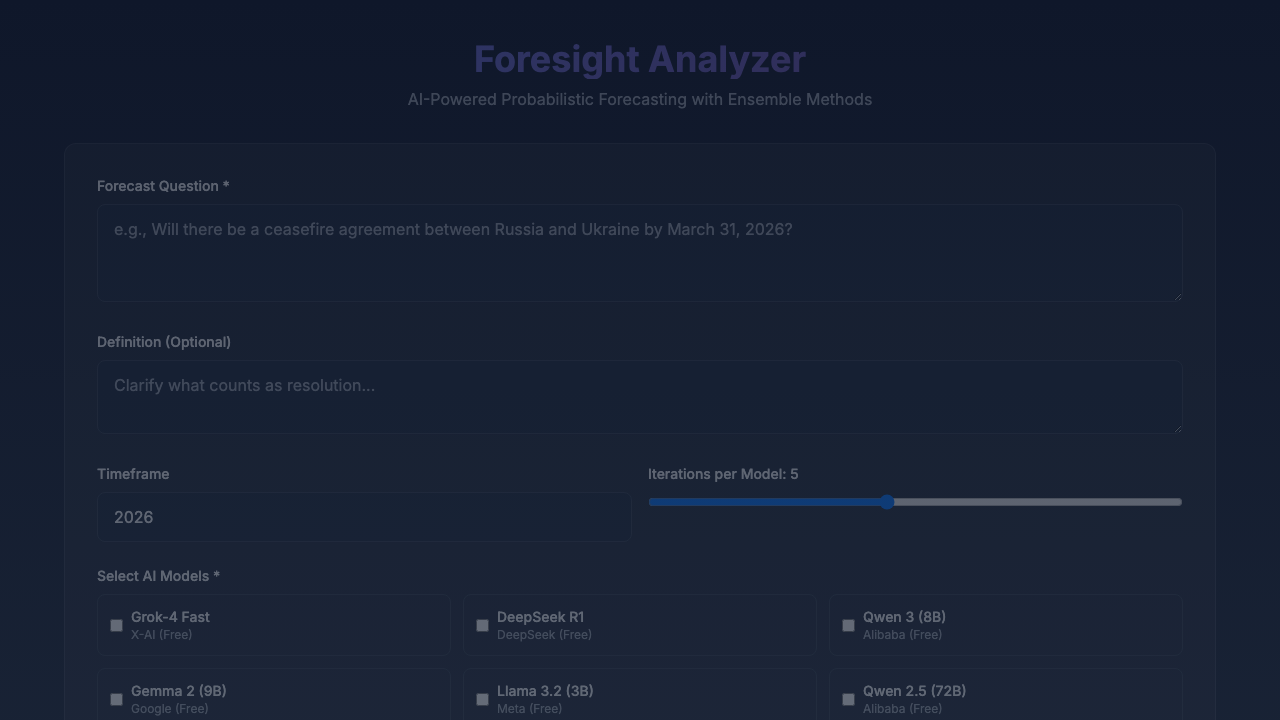 Foresight Analyzer
AI-Powered Probabilistic Forecasting with Ensemble Methods
Forecast Question *
e.g., Will there be a ceasefire agreement between Russia and Ukraine by March 31, 2026?
Definition (Optional)
Clarify what counts as resolution...
Timeframe
Iterations per Model: 5
2026
Select AI Models *
Grok-4 Fast
X-AI (Free)
DeepSeek R1
DeepSeek (Free)
Qwen 3 (8B)
Alibaba (Free)
Gemma 2 (9B)
Google (Free)
Llama 3.2 (3B)
Meta (Free)
Qwen 2.5 (72B)
Alibaba (Free)